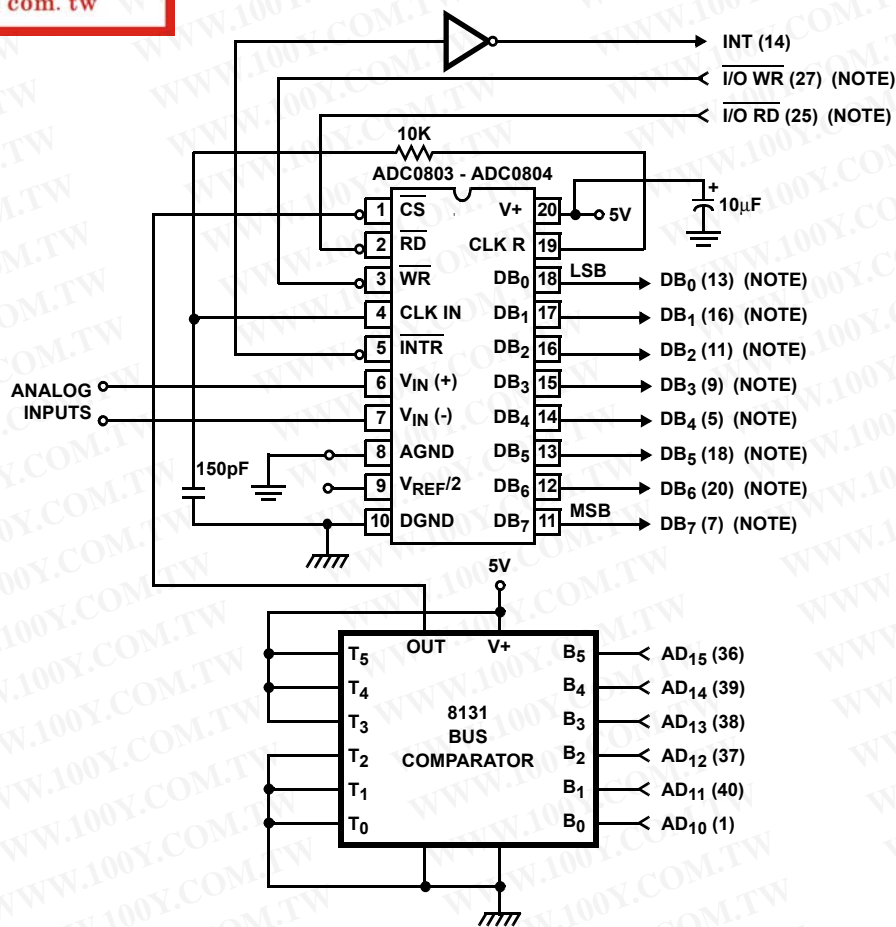 com. tw
INT (14)
I/O WR (27) (NOTE)
I/O RD (25) (NOTE)
10K
ADC0803 - ADC0804
1 CS V+ 20 5V
+
10µF
2 RD CLK R 19
3 WR DB0 18 LSB DB0 (13) (NOTE)
4 CLK IN DB1 17 DB1 (16) (NOTE)
5 INTR DB2 16 DB2 (11) (NOTE)
ANALOG
INPUTS
6 VIN (+) DB3 15 DB3 (9) (NOTE)
7 VIN (-) DB4 14 DB4 (5) (NOTE)
8 AGND DB5 13 DB5 (18) (NOTE)
150pF
9 VREF/2 DB6 12 DB6 (20) (NOTE)
10 DGND DB7 11 MSB DB7 (7) (NOTE)
5V
OUT V+
T5 B5 AD15 (36)
T4 B4 AD14 (39)
T3 B3 AD13 (38)
8131
BUS
COMPARATOR
T2 B2 AD12 (37)
T1 B1 AD11 (40)
T0 B0 AD10 (1)
WWW.100Y.COM.TW